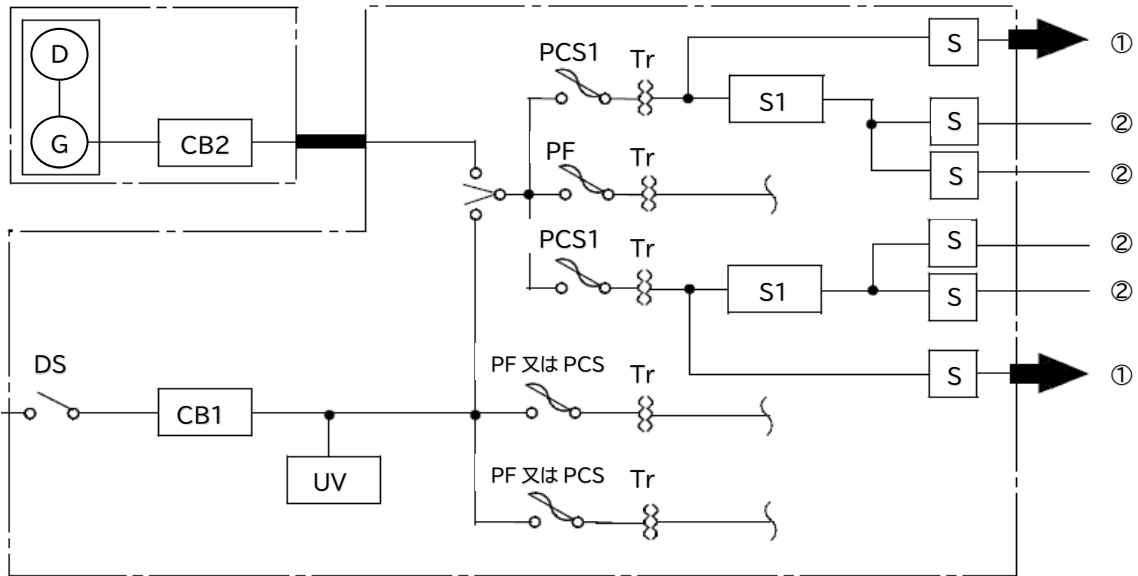 D
G
CB2
PCS1
Tr
S1
S
①
S
②
S
②
PF
Tr
PCS1
Tr
S1
S
②
S
②
S
①
DS
CB1
UV
PF 又は PCS
Tr
PF 又は PCS
Tr